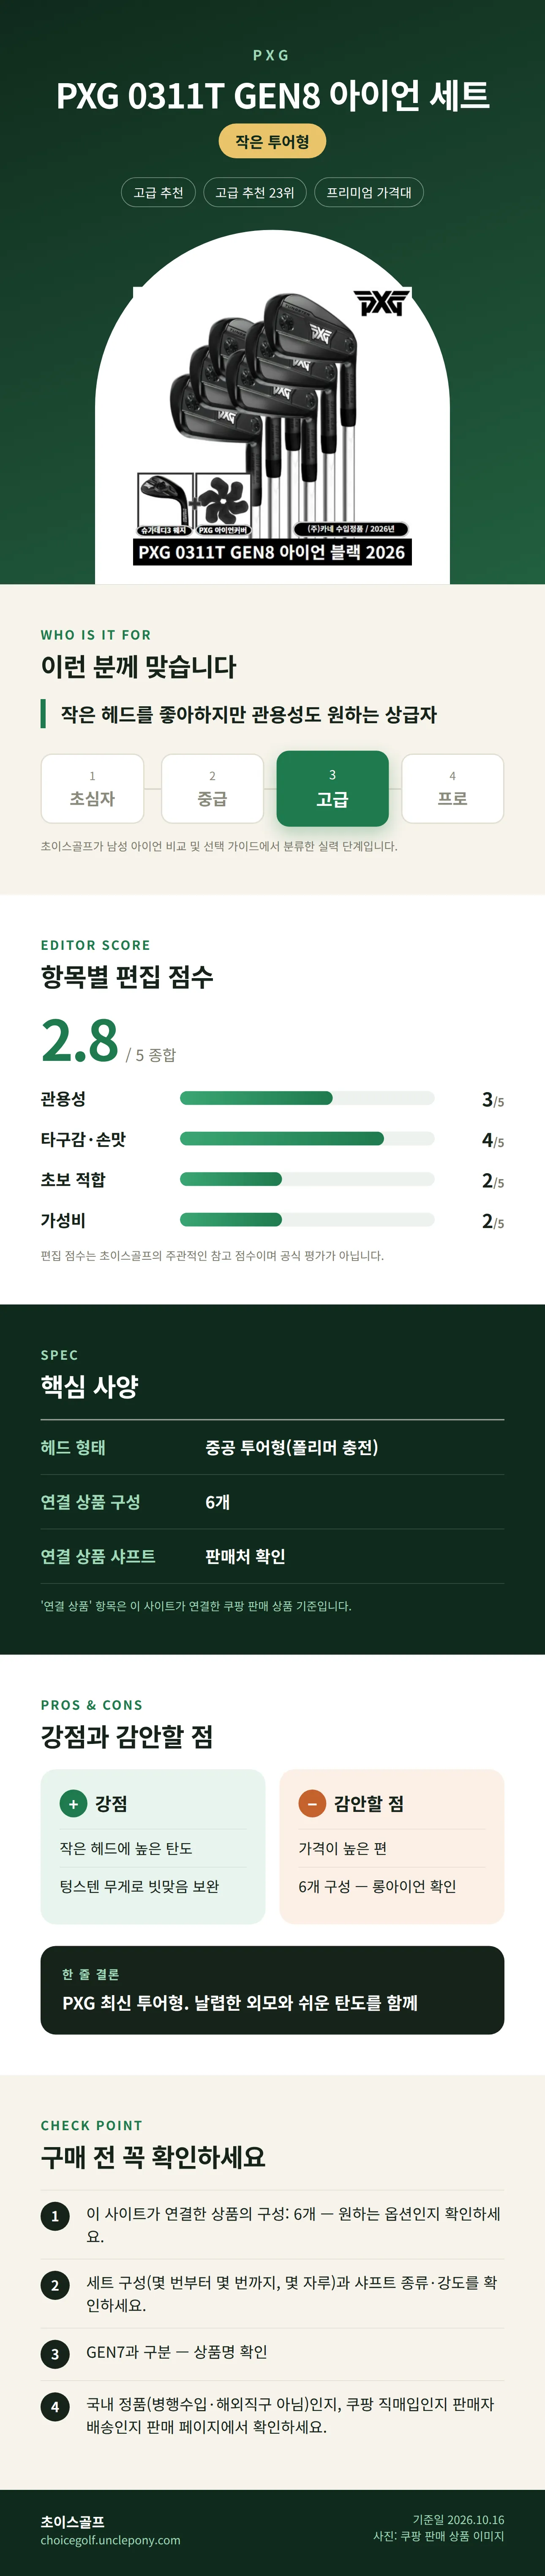 PXG
PXG 0311T GEN8 아이언 세트
작은 투어형
고급 추천
고급 추천 23위
프리미엄 가격대
PXG
PXG
PXG
PXG
PXG
슈가대디3 웨지
PXG 아이언커버
(주)카네 수입정품 / 2026년
PXG 0311T GEN8 아이언 블랙 2026
WHO IS IT FOR
이런 분께 맞습니다
작은 헤드를 좋아하지만 관용성도 원하는 상급자
1
초심자
2
중급
3
고급
4
프로
초이스골프가 남성 아이언 비교 및 선택 가이드에서 분류한 실력 단계입니다.
EDITOR SCORE
항목별 편집 점수
2.8 / 5 종합
관용성 3/5
타구감·손맛 4/5
초보 적합 2/5
가성비 2/5
편집 점수는 초이스골프의 주관적인 참고 점수이며 공식 평가가 아닙니다.
SPEC
핵심 사양
헤드 형태 중공 투어형(폴리머 충전)
연결 상품 구성 6개
연결 상품 샤프트 판매처 확인
'연결 상품' 항목은 이 사이트가 연결한 쿠팡 판매 상품 기준입니다.
PROS & CONS
강점과 감안할 점
+ 강점
작은 헤드에 높은 탄도
텅스텐 무게로 빗맞음 보완
− 감안할 점
가격이 높은 편
6개 구성 — 롱아이언 확인
한 줄 결론
PXG 최신 투어형. 날렵한 외모와 쉬운 탄도를 함께
CHECK POINT
구매 전 꼭 확인하세요
1 이 사이트가 연결한 상품의 구성: 6개 — 원하는 옵션인지 확인하세
요.
2 세트 구성(몇 번부터 몇 번까지, 몇 자루)과 샤프트 종류·강도를 확
인하세요.
3 GEN7과 구분 — 상품명 확인
4 국내 정품(병행수입·해외직구 아님)인지, 쿠팡 직매입인지 판매자
배송인지 판매 페이지에서 확인하세요.
초이스골프
choicegolf.unclepony.com
기준일 2026.10.16
사진: 쿠팡 판매 상품 이미지